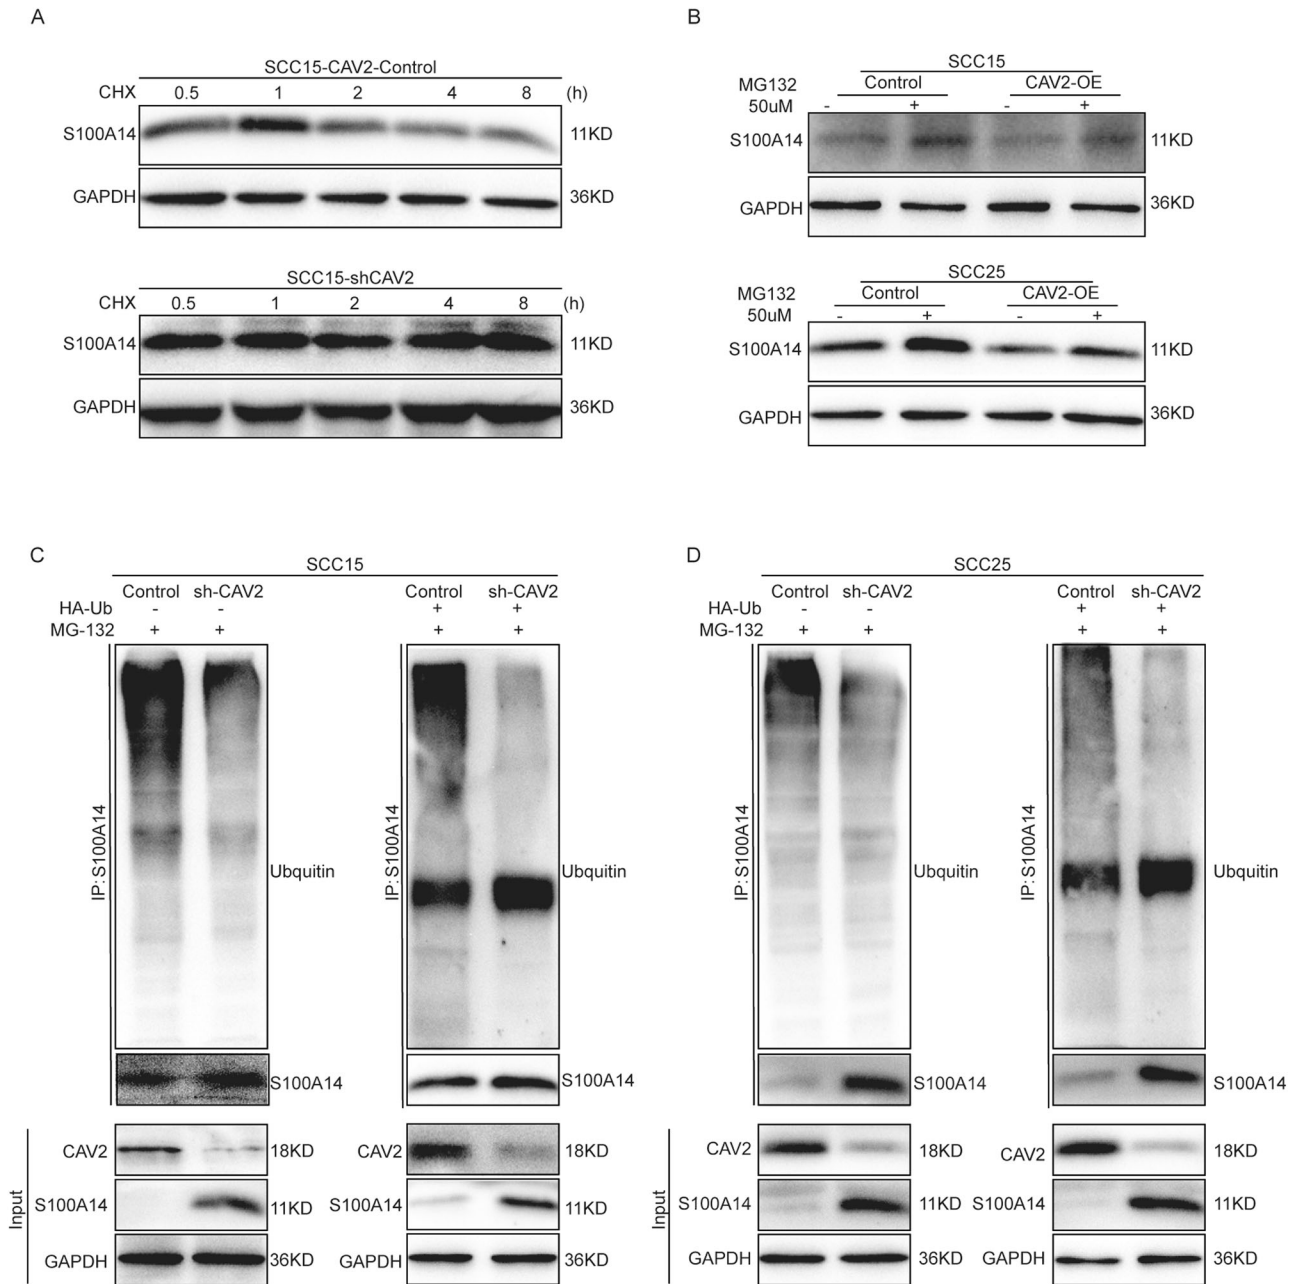 A
SCC15-CAV2-Control
CHX 0.5 1 2 4 8 (h)
S100A14 11KD
GAPDH 36KD
SCC15-shCAV2
CHX 0.5 1 2 4 8 (h)
S100A14 11KD
GAPDH 36KD
B
SCC15
MG132 Control CAV2-OE
50uM - + - +
S100A14 11KD
GAPDH 36KD
SCC25
MG132 Control CAV2-OE
50uM - + - +
S100A14 11KD
GAPDH 36KD
C
SCC15
Control sh-CAV2 Control sh-CAV2
HA-Ub - - + +
MG-132 + + + +
IP: S100A14
Ubquitin
S100A14
IP: S100A14
Ubquitin
S100A14
Input
CAV2 18KD CAV2 18KD
S100A14 11KD S100A14 11KD
GAPDH 36KD GAPDH 36KD
D
SCC25
Control sh-CAV2 Control sh-CAV2
HA-Ub - - + +
MG-132 + + + +
IP: S100A14
Ubquitin
S100A14
IP: S100A14
Ubquitin
S100A14
Input
CAV2 18KD CAV2 18KD
S100A14 11KD S100A14 11KD
GAPDH 36KD GAPDH 36KD